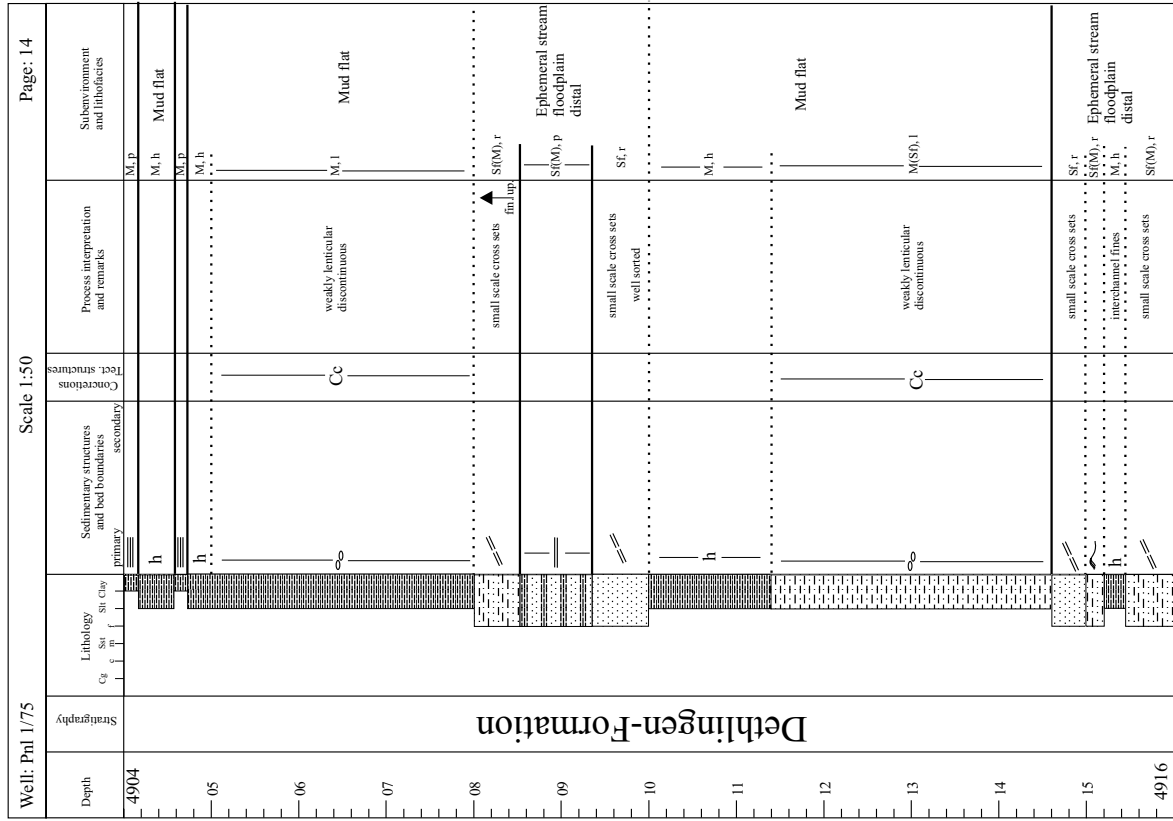 Well: Pnl 1/75
Scale 1:50
Page: 14
Depth
Stratigraphy
Lithology
Cg
c
Sst
m
f
Slt
Clay
Sedimentary structures
and bed boundaries
primary
secondary
Concretions
Tect. structures
Process interpretation
and remarks
Subenvironment
and lithofacies
4904
05
06
07
08
09
10
11
12
13
14
15
4916
Dethlingen-Formation
h
h
h
h
Cc
Cc
weakly lenticular
discontinuous
small scale cross sets
fin. up.
small scale cross sets
well sorted
weakly lenticular
discontinuous
small scale cross sets
interchannel fines
small scale cross sets
M, p
M, h
M, p
M, h
M, l
Sf(M), r
Sf(M), p
Sf, r
M, h
M(Sf), l
Sf, r
Sf(M), r
M, h
Sf(M), r
Mud flat
Mud flat
Ephemeral stream
floodplain
distal
Mud flat
Ephemeral stream
floodplain
distal